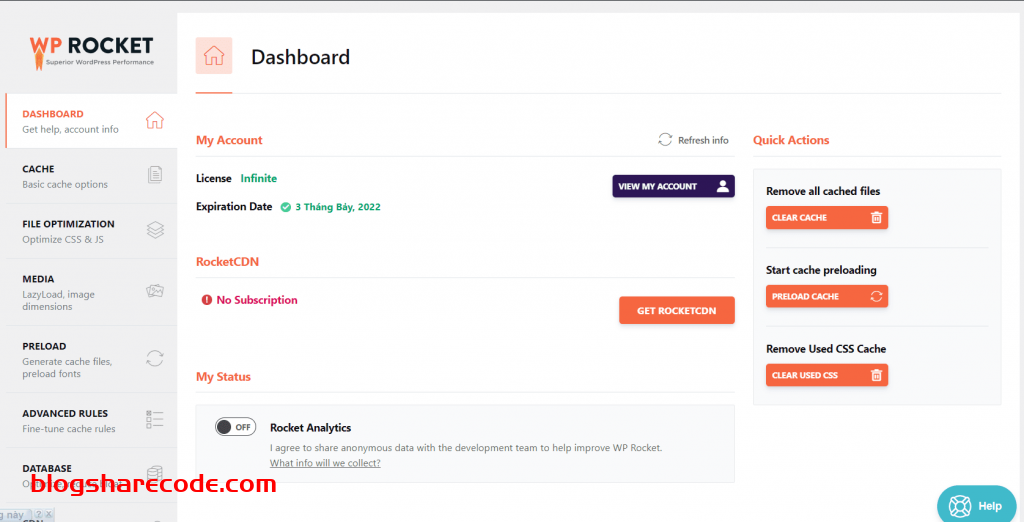 WP ROCKET
Superior WordPress Performance
DASHBOARD
Get help, account info
CACHE
Basic cache options
FILE OPTIMIZATION
Optimize CSS & JS
MEDIA
LazyLoad, image
dimensions
PRELOAD
Generate cache files,
preload fonts
ADVANCED RULES
Fine-tune cache rules
DATABASE
blogsharecode.com
g này ? x
CDN
Dashboard
My Account
Refresh info
License Infinite
VIEW MY ACCOUNT
Expiration Date 3 Tháng Bảy, 2022
RocketCDN
No Subscription
GET ROCKETCDN
My Status
OFF
Rocket Analytics
I agree to share anonymous data with the development team to help improve WP Rocket.
What info will we collect?
Quick Actions
Remove all cached files
CLEAR CACHE
Start cache preloading
PRELOAD CACHE
Remove Used CSS Cache
CLEAR USED CSS
Help